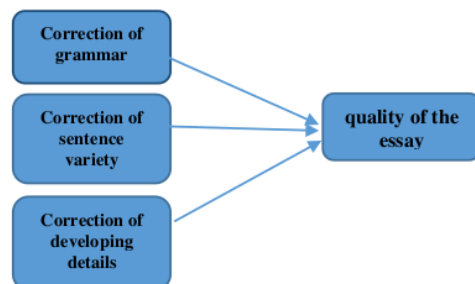 Correction of
grammar
Correction of
sentence
variety
quality of the
essay
Correction of
developing
details